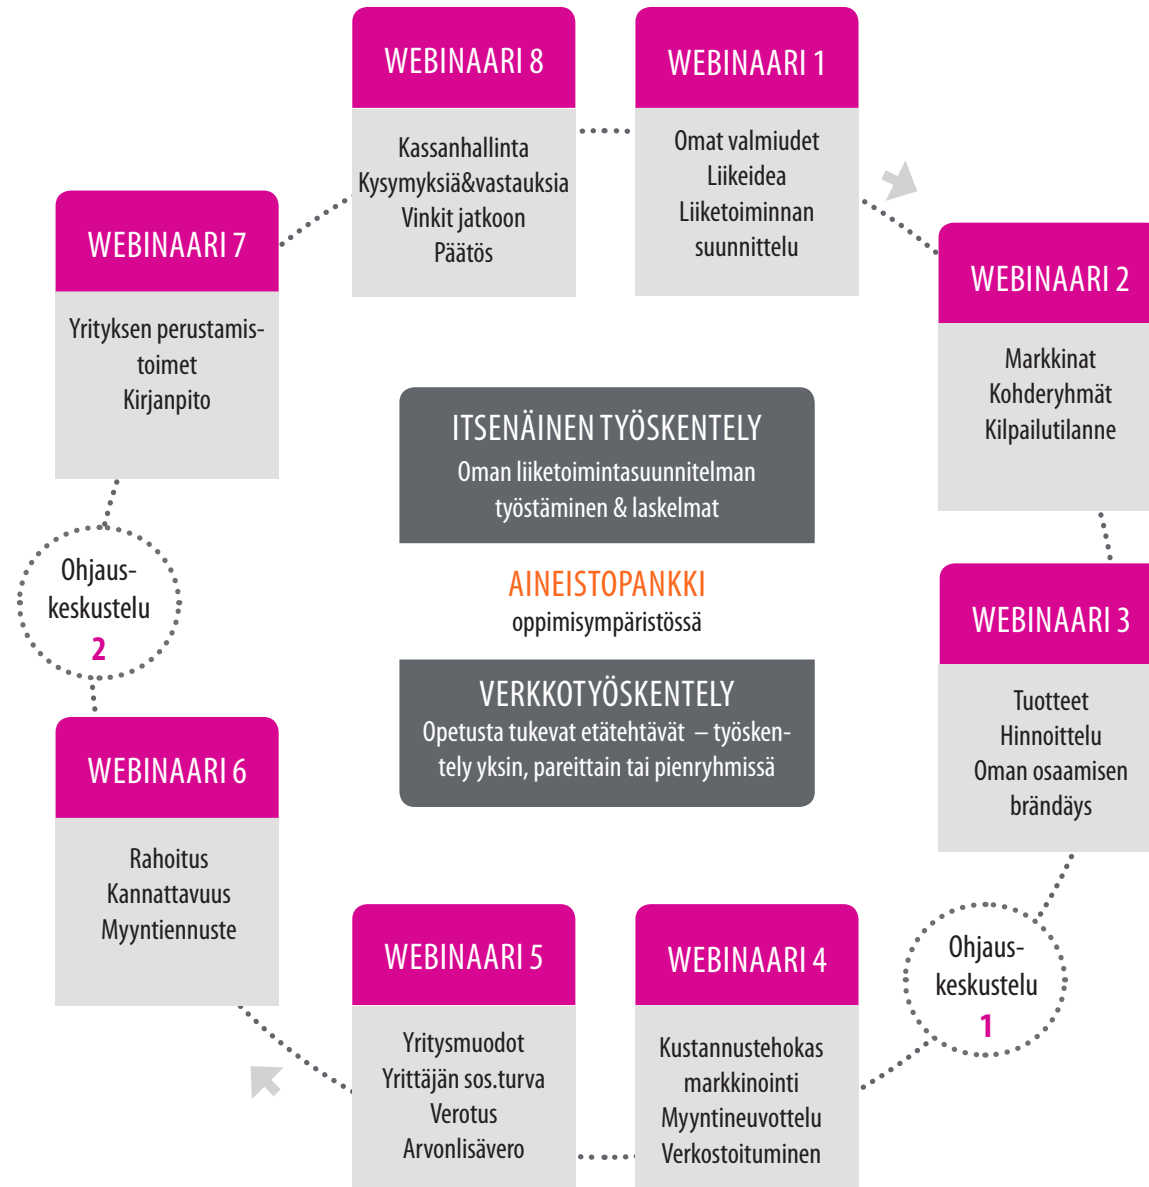 WEBINAARI 1
Omat valmiudet
Liikeidea
Liiketoiminnan
suunnittelu
WEBINAARI 2
Markkinat
Kohderyhmät
Kilpailutilanne
WEBINAARI 3
Tuotteet
Hinnoittelu
Oman osaamisen
brändäys
Ohjaus-
keskustelu
1
WEBINAARI 4
Kustannustehokas
markkinointi
Myyntineuvottelu
Verkostoituminen
WEBINAARI 5
Yritysmuodot
Yrittäjän sos.turva
Verotus
Arvonlisävero
WEBINAARI 6
Rahoitus
Kannattavuus
Myyntiennuste
Ohjaus-
keskustelu
2
WEBINAARI 7
Yrityksen perustamis-
toimet
Kirjanpito
WEBINAARI 8
Kassanhallinta
Kysymyksiä&vastauksia
Vinkit jatkoon
Päätös
ITSENÄINEN TYÖSKENTELY
Oman liiketoimintasuunnitelman
työstäminen & laskelmat
AINEISTOPANKKI
oppimisympäristössä
VERKKOTYÖSKENTELY
Opetusta tukevat etätehtävät – työsken-
tely yksin, pareittain tai pienryhmissä